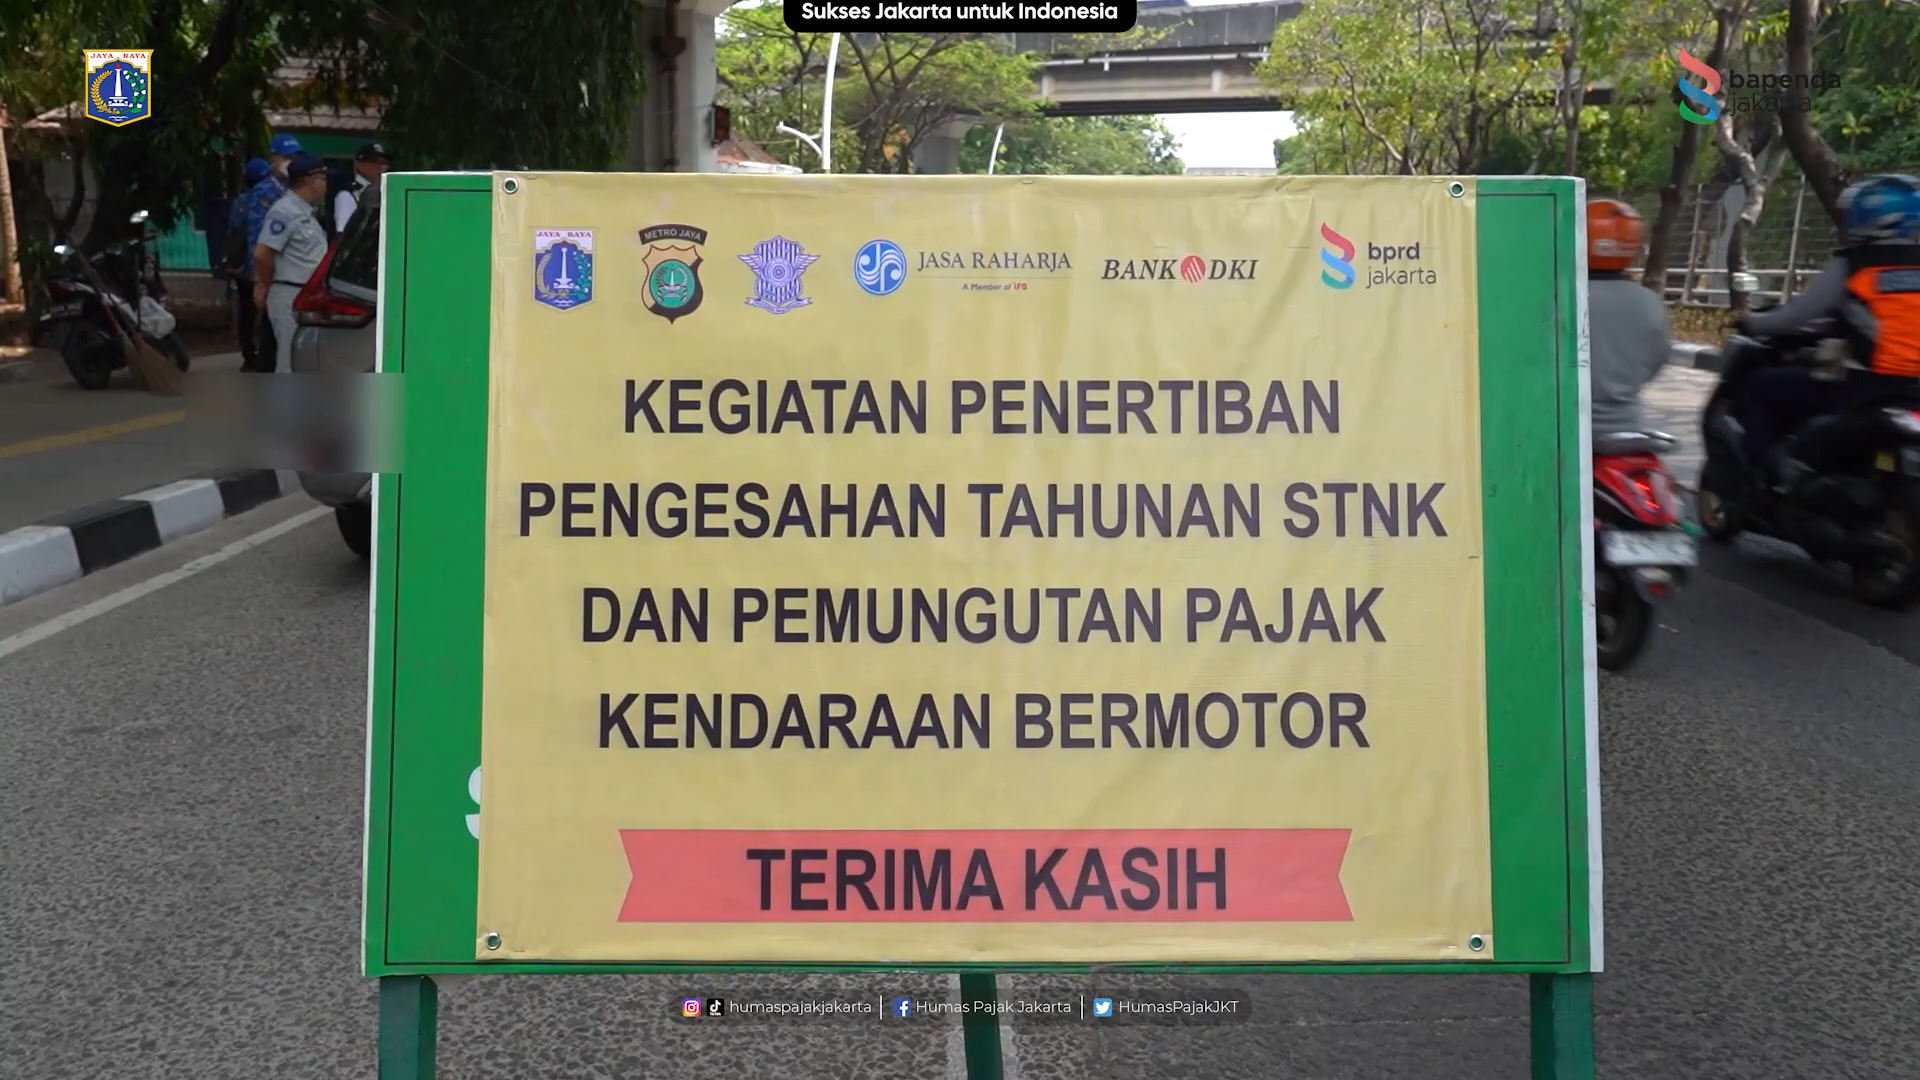 Sukses Jakarta untuk Indonesia
JAYA RAYA
bapenda
jakarta
JAYA RAYA
METRO JAYA
JASA RAHARJA
A Member of IFG
BANK DKI
bprd
jakarta
KEGIATAN PENERTIBAN
PENGESAHAN TAHUNAN STNK
DAN PEMUNGUTAN PAJAK
KENDARAAN BERMOTOR
TERIMA KASIH
humaspajakjakarta | Humas Pajak Jakarta | HumasPajakJKT